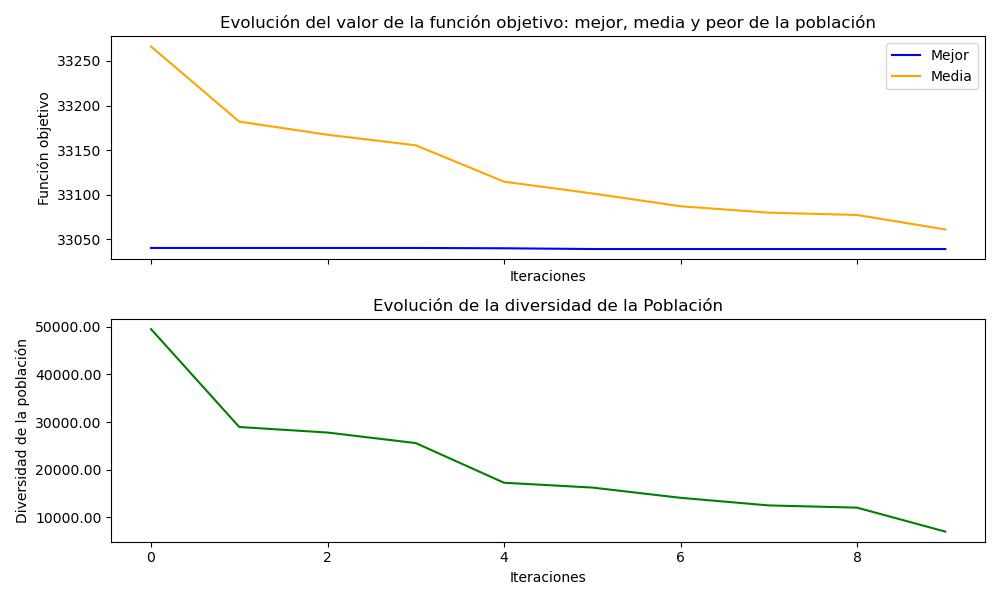 Evolución del valor de la función objetivo: mejor, media y peor de la población
Función objetivo
33250
33200
33150
33100
33050
Mejor
Media
Iteraciones
Evolución de la diversidad de la Población
Diversidad de la población
50000.00
40000.00
30000.00
20000.00
10000.00
0 2 4 6 8
Iteraciones